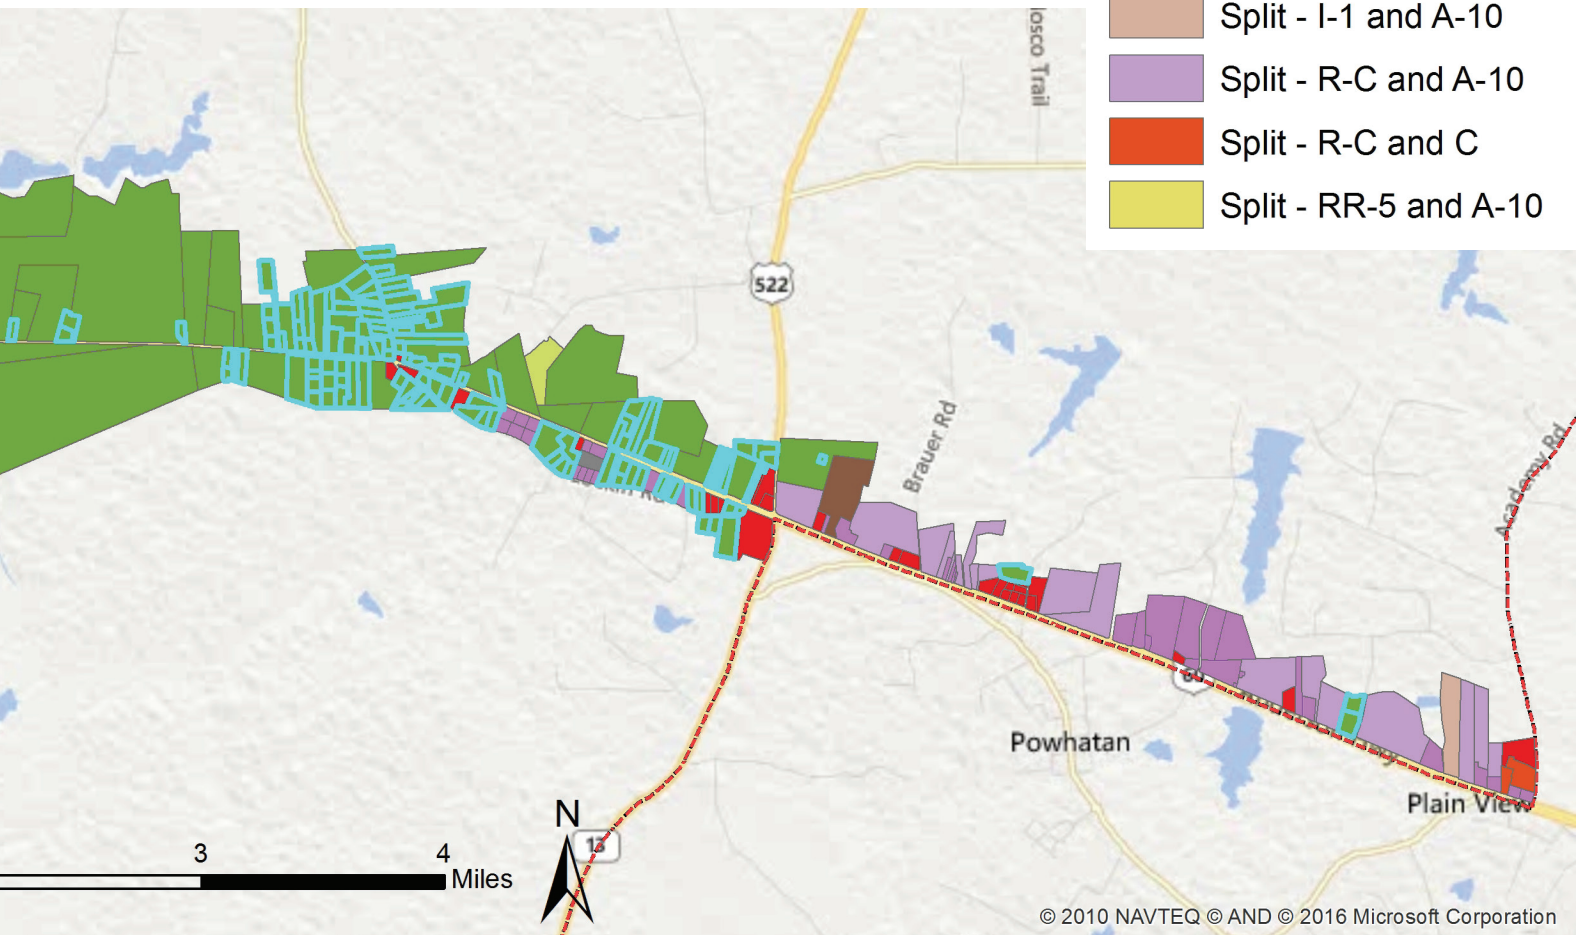 Split - I-1 and A-10
Split - R-C and A-10
Split - R-C and C
Split - RR-5 and A-10
Trail
522
Brauer Rd
Academy Rd
60
Powhatan
Plain View
N
13
3
4
Miles
© 2010 NAVTEQ © AND © 2016 Microsoft Corporation